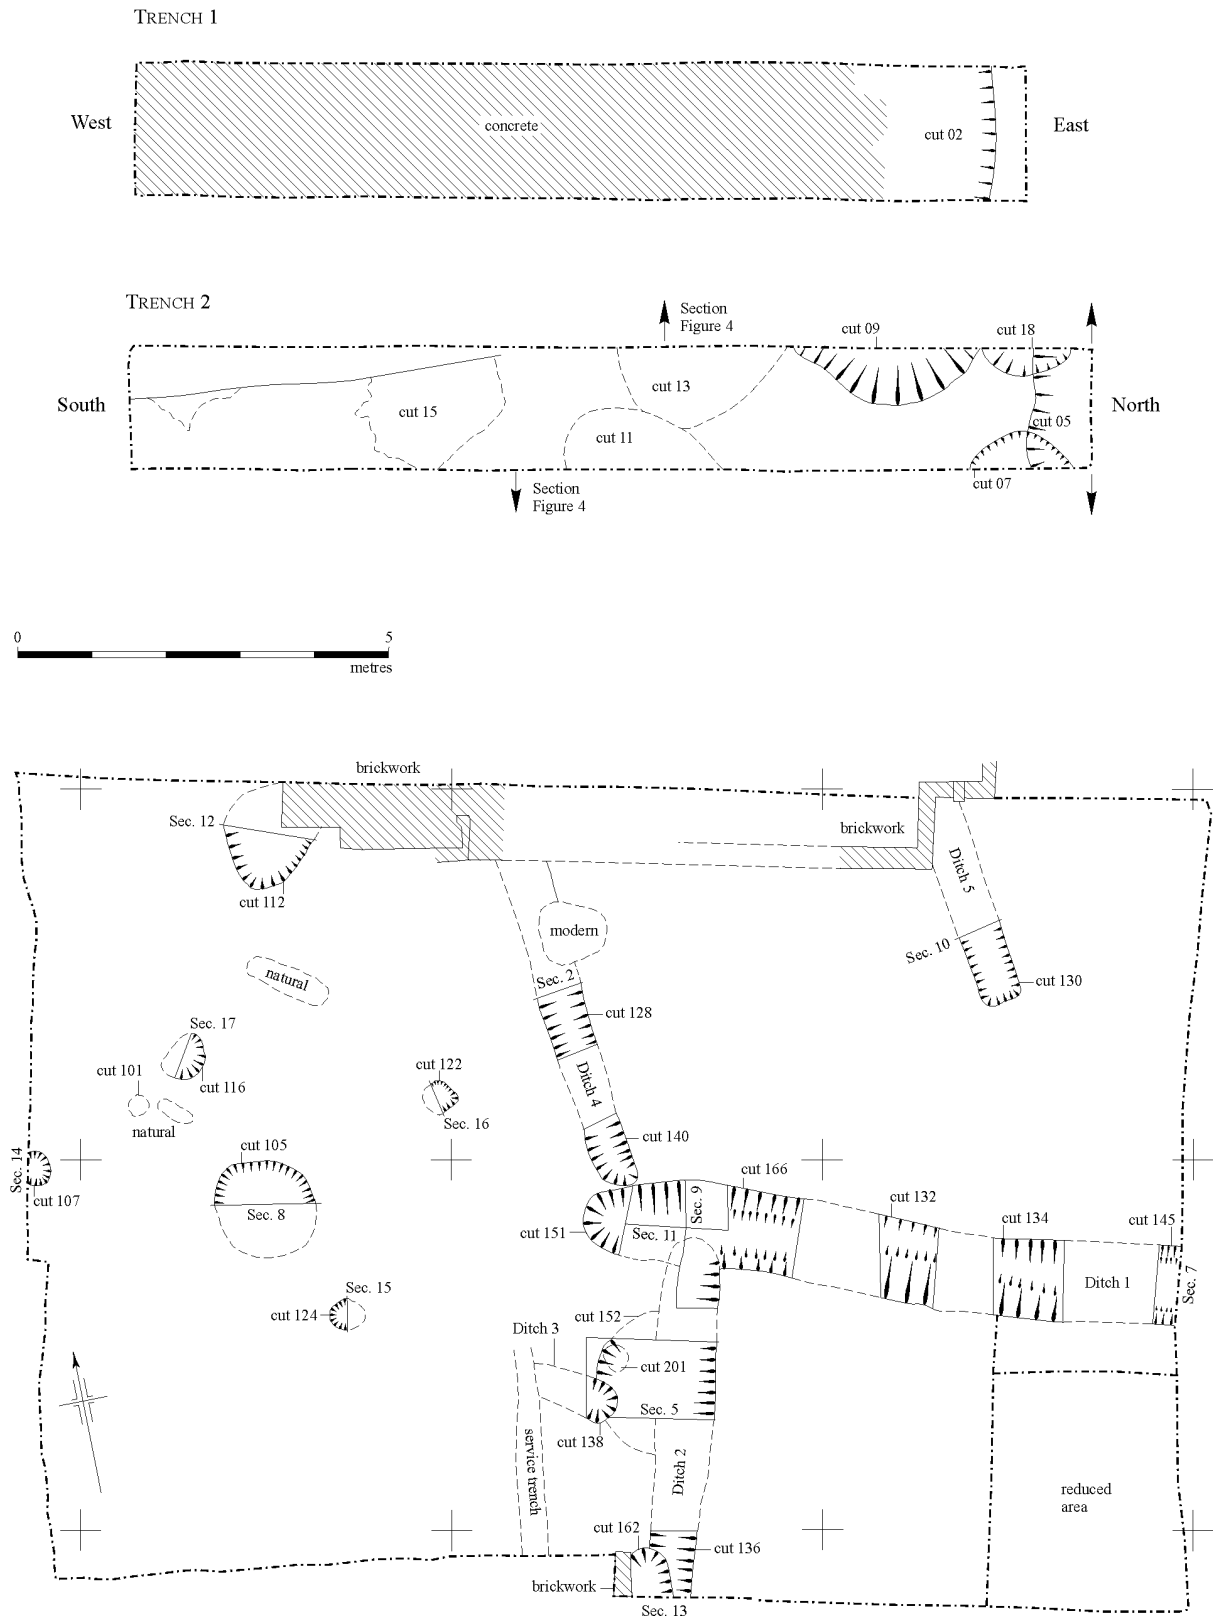 TRENCH 1
West
concrete
cut 02
East
TRENCH 2
Section
Figure 4
cut 09
cut 18
South
cut 15
cut 13
cut 11
cut 05
North
cut 07
Section
Figure 4
0
5
metres
brickwork
Sec. 12
brickwork
cut 112
Ditch 5
modern
Sec. 10
natural
Sec. 2
cut 130
cut 128
Sec. 17
cut 101
cut 116
cut 122
Ditch 4
natural
Sec. 16
cut 105
cut 140
Sec. 14
cut 107
cut 166
Sec. 9
Sec. 8
cut 132
cut 151
Sec. 11
cut 134
cut 145
Ditch 1
Sec. 7
Sec. 15
cut 124
cut 152
Ditch 3
cut 201
Sec. 5
cut 138
service trench
Ditch 2
reduced
area
cut 162
cut 136
brickwork
Sec. 13